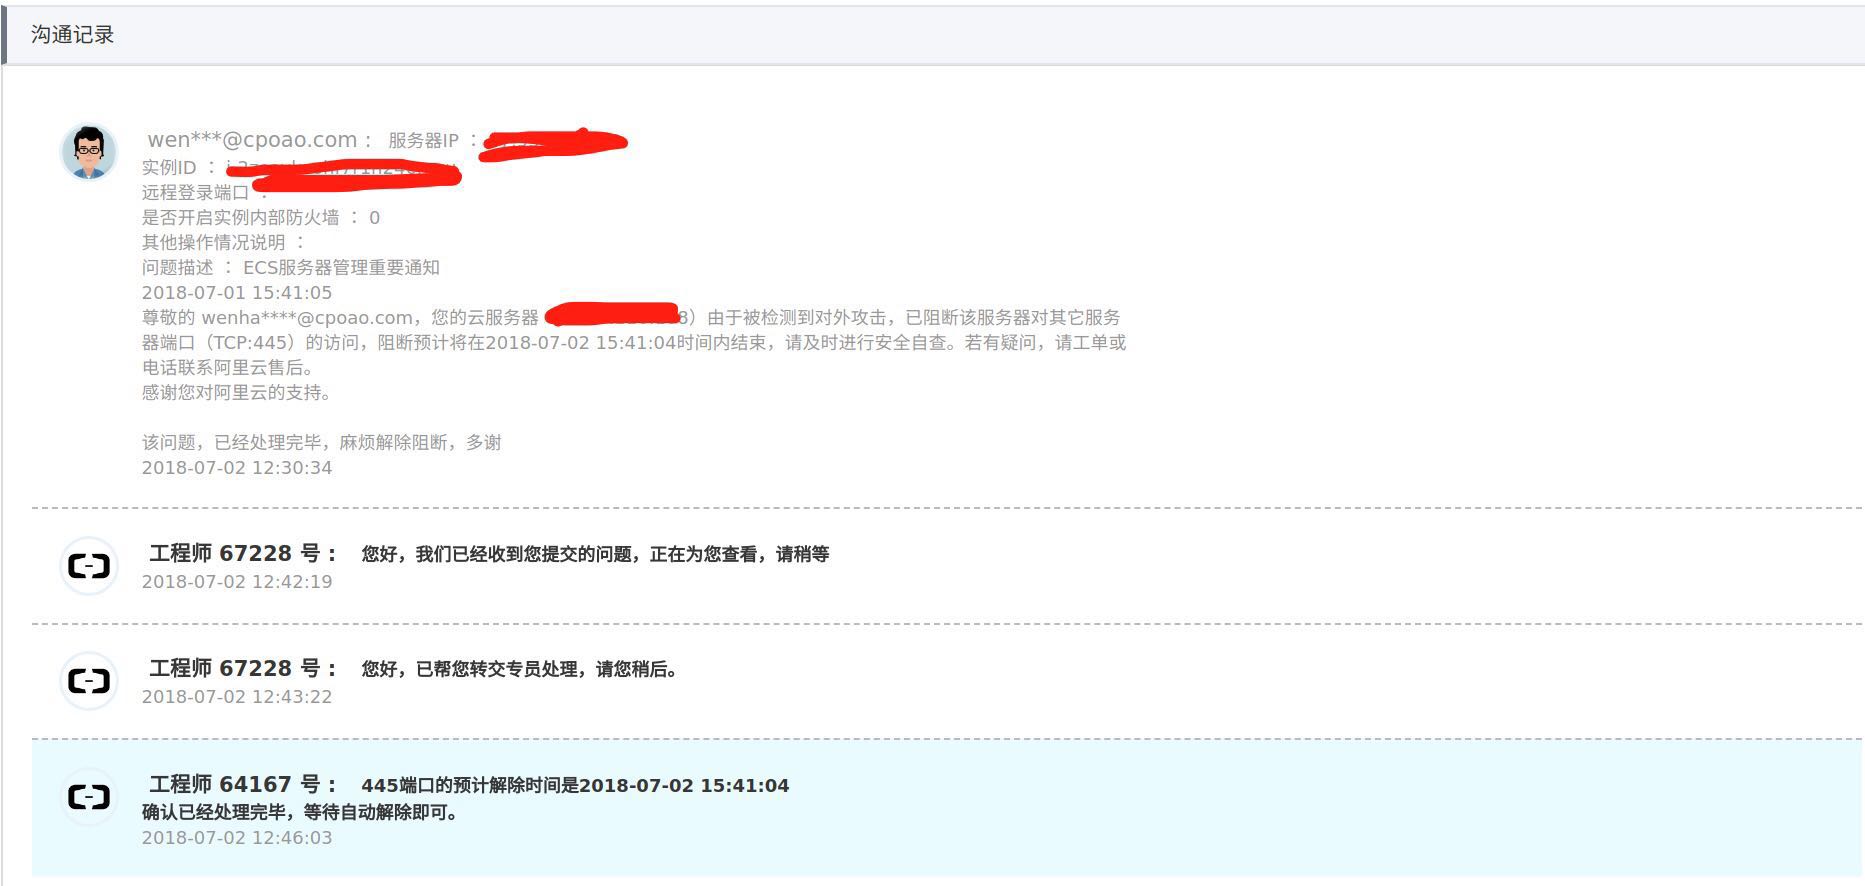 沟通记录
wen***@cpoao.com： 服务器IP ：
实例ID ：
远程登录端口 ：
是否开启实例内部防火墙 ： 0
其他操作情况说明 ：
问题描述 ： ECS服务器管理重要通知
2018-07-01 15:41:05
尊敬的 wenha****@cpoao.com，您的云服务器 8）由于被检测到对外攻击，已阻断该服务器对其它服务
器端口（TCP:445）的访问，阻断预计将在2018-07-02 15:41:04时间内结束，请及时进行安全自查。若有疑问，请工单或
电话联系阿里云售后。
感谢您对阿里云的支持。
该问题，已经处理完毕，麻烦解除阻断，多谢
2018-07-02 12:30:34
工程师 67228 号： 您好，我们已经收到您提交的问题，正在为您查看，请稍等
2018-07-02 12:42:19
工程师 67228 号： 您好，已帮您转交专员处理，请您稍后。
2018-07-02 12:43:22
工程师 64167 号： 445端口的预计解除时间是2018-07-02 15:41:04
确认已经处理完毕，等待自动解除即可。
2018-07-02 12:46:03